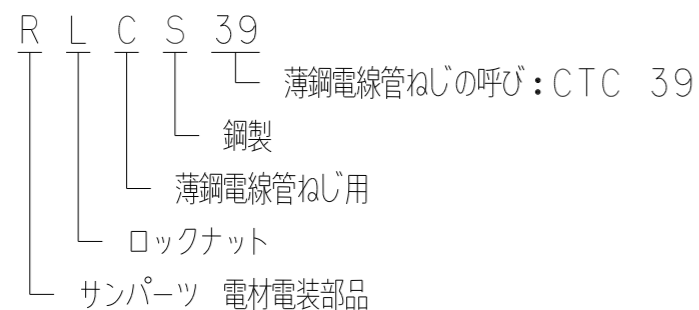 R L C S 39
薄鋼電線管ねじの呼び:CTC 39
鋼製
薄鋼電線管ねじ用
ロックナット
サンパーツ 電材電装部品